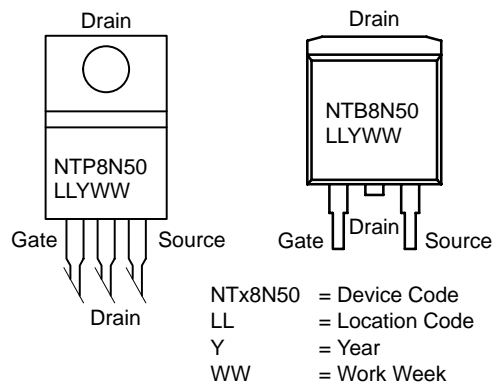 Drain
NTP8N50
LLYWW
Gate
Source
Drain
Drain
NTB8N50
LLYWW
Gate
Drain
Source
NTx8N50 = Device Code
LL = Location Code
Y = Year
WW = Work Week